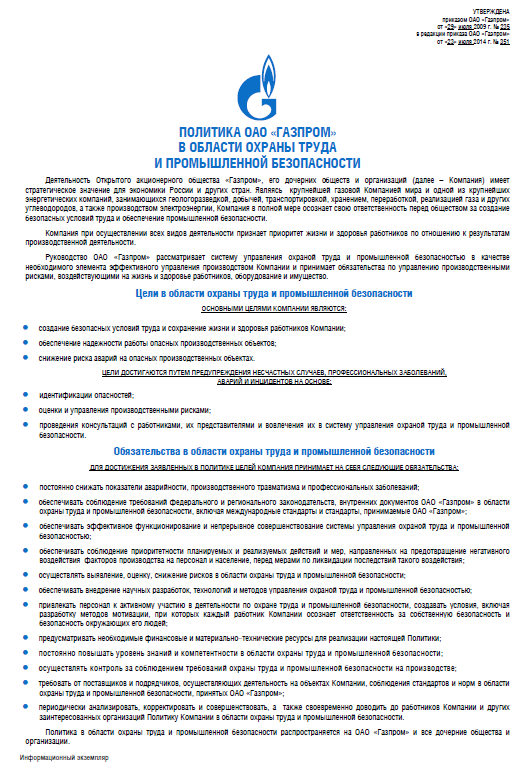 УТВЕРЖДЕНА
приказом ОАО «Газпром»
от «29» июля 2009 г. № 235
в редакции приказа ОАО «Газпром»
от «23» июля 2014 г. № 351
ПОЛИТИКА ОАО «ГАЗПРОМ»
В ОБЛАСТИ ОХРАНЫ ТРУДА
И ПРОМЫШЛЕННОЙ БЕЗОПАСНОСТИ
Деятельность Открытого акционерного общества «Газпром», его дочерних обществ и организаций (далее – Компания) имеет
стратегическое значение для экономики России и других стран. Являясь крупнейшей газовой Компанией мира и одной из крупнейших
энергетических компаний, занимающихся геологоразведкой, добычей, транспортировкой, хранением, переработкой, реализацией газа и других
углеводородов, а также производством электроэнергии, Компания в полной мере осознает свою ответственность перед обществом за создание
безопасных условий труда и обеспечение промышленной безопасности.
Компания при осуществлении всех видов деятельности признает приоритет жизни и здоровья работников по отношению к результатам
производственной деятельности.
Руководство ОАО «Газпром» рассматривает систему управления охраной труда и промышленной безопасностью в качестве
необходимого элемента эффективного управления производством Компании и принимает обязательства по управлению производственными
рисками, воздействующими на жизнь и здоровье работников, оборудование и имущество.
Цели в области охраны труда и промышленной безопасности
ОСНОВНЫМИ ЦЕЛЯМИ КОМПАНИИ ЯВЛЯЮТСЯ:
• создание безопасных условий труда и сохранение жизни и здоровья работников Компании;
• обеспечение надежности работы опасных производственных объектов;
• снижение риска аварий на опасных производственных объектах.
ЦЕЛИ ДОСТИГАЮТСЯ ПУТЕМ ПРЕДУПРЕЖДЕНИЯ НЕСЧАСТНЫХ СЛУЧАЕВ, ПРОФЕССИОНАЛЬНЫХ ЗАБОЛЕВАНИЙ,
АВАРИЙ И ИНЦИДЕНТОВ НА ОСНОВЕ:
• идентификации опасностей;
• оценки и управления производственными рисками;
• проведения консультаций с работниками, их представителями и вовлечения их в систему управления охраной труда и промышленной
безопасности.
Обязательства в области охраны труда и промышленной безопасности
ДЛЯ ДОСТИЖЕНИЯ ЗАЯВЛЕННЫХ В ПОЛИТИКЕ ЦЕЛЕЙ КОМПАНИЯ ПРИНИМАЕТ НА СЕБЯ СЛЕДУЮЩИЕ ОБЯЗАТЕЛЬСТВА:
• постоянно снижать показатели аварийности, производственного травматизма и профессиональных заболеваний;
• обеспечивать соблюдение требований федерального и регионального законодательств, внутренних документов ОАО «Газпром» в области
охраны труда и промышленной безопасности, включая международные стандарты и стандарты, принимаемые ОАО «Газпром»;
• обеспечивать эффективное функционирование и непрерывное совершенствование системы управления охраной труда и промышленной
безопасностью;
• обеспечивать соблюдение приоритетности планируемых и реализуемых действий и мер, направленных на предотвращение негативного
воздействия факторов производства на персонал и население, перед мерами по ликвидации последствий такого воздействия;
• осуществлять выявление, оценку, снижение рисков в области охраны труда и промышленной безопасности;
• обеспечивать внедрение научных разработок, технологий и методов управления охраной труда и промышленной безопасностью;
• привлекать персонал к активному участию в деятельности по охране труда и промышленной безопасности, создавать условия, включая
разработку методов мотивации, при которых каждый работник Компании осознает ответственность за собственную безопасность и
безопасность окружающих его людей;
• предусматривать необходимые финансовые и материально-технические ресурсы для реализации настоящей Политики;
• постоянно повышать уровень знаний и компетентности в области охраны труда и промышленной безопасности;
• осуществлять контроль за соблюдением требований охраны труда и промышленной безопасности на производстве;
• требовать от поставщиков и подрядчиков, осуществляющих деятельность на объектах Компании, соблюдения стандартов и норм в области
охраны труда и промышленной безопасности, принятых ОАО «Газпром»;
• периодически анализировать, корректировать и совершенствовать, а также своевременно доводить до работников Компании и других
заинтересованных организаций Политику Компании в области охраны труда и промышленной безопасности.
Политика в области охраны труда и промышленной безопасности распространяется на ОАО «Газпром» и все дочерние общества и
организации.
Информационный экземпляр